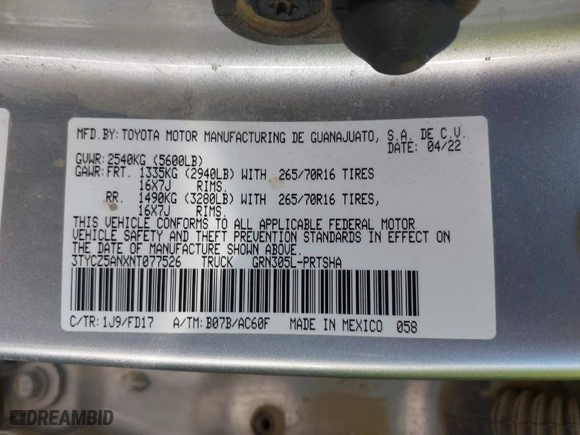 MFD.BY: TOYOTA MOTOR MANUFACTURING DE GUANAJUATO, S.A. DE C.V.
DATE: 04/22
GVWR: 2540KG (5600LB)
GAWR: FRT. 1335KG (2940LB) WITH 265/70R16 TIRES
16X7J RIMS.
RR. 1490KG (3280LB) WITH 265/70R16 TIRES,
16X7J RIMS.
THIS VEHICLE CONFORMS TO ALL APPLICABLE FEDERAL MOTOR
VEHICLE SAFETY AND THEFT PREVENTION STANDARDS IN EFFECT ON
THE DATE OF MANUFACTURE SHOWN ABOVE.
3TYCZ5ANXNT077526 TRUCK GRN305L-PRTSHA
C/TR: 1J9/FD17 A/TM: B07B/AC60F MADE IN MEXICO 058
DREAMBID